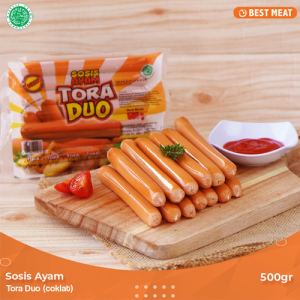 BEST MEAT
SOSIS
AYAM
TORA
DUO
Sosis Ayam
Tora Duo (coklat)
500gr